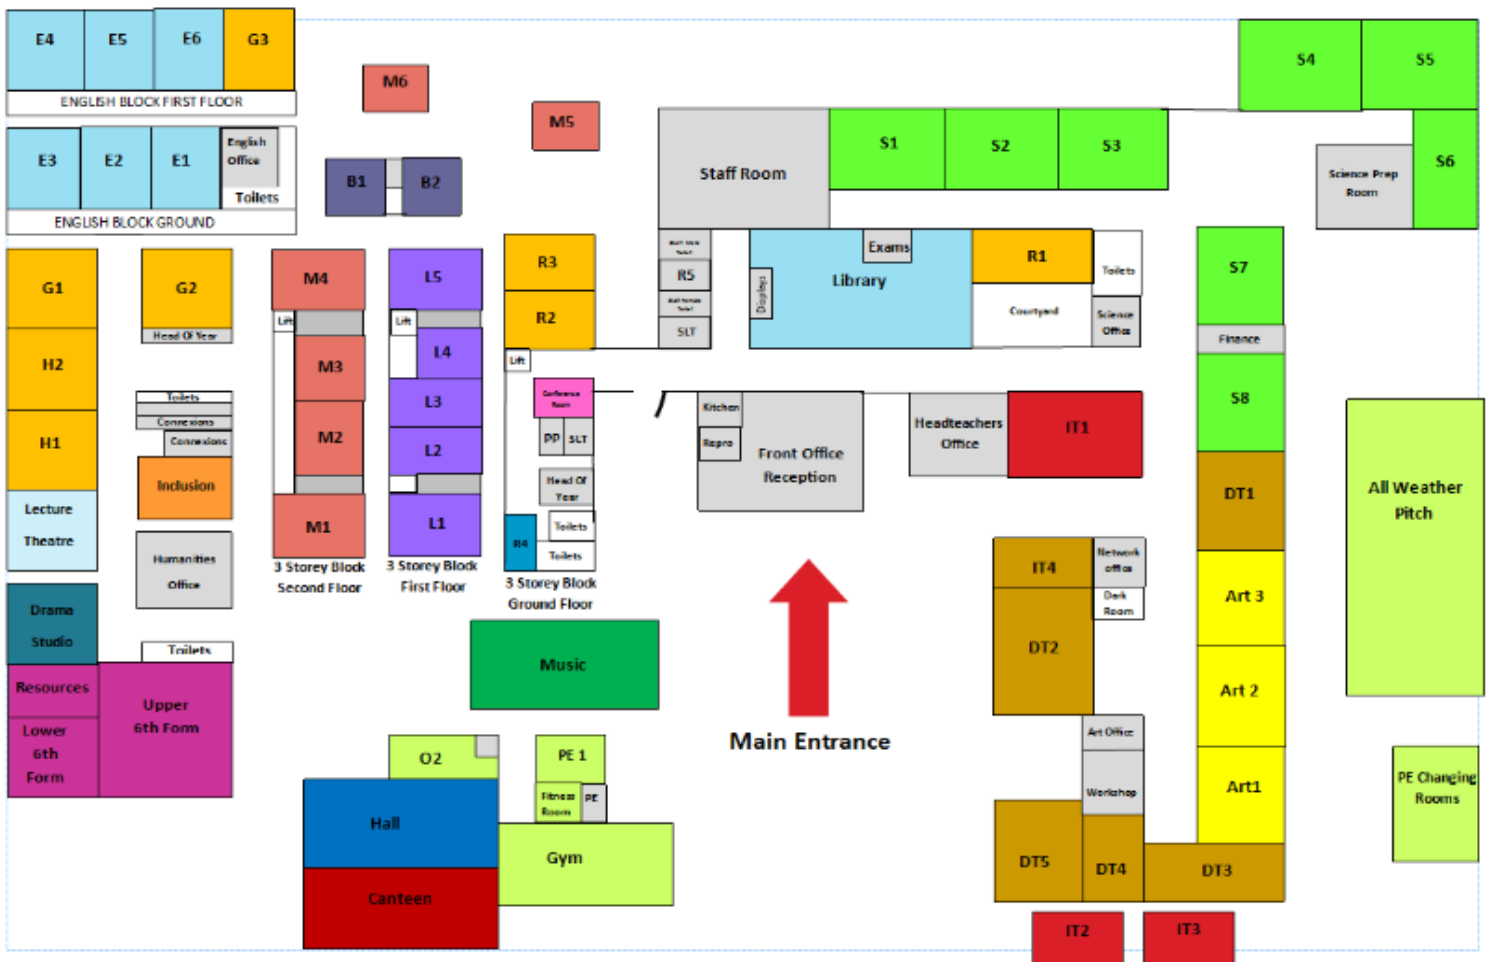 E4
E5
E6
G3
ENGLISH BLOCK FIRST FLOOR
E3
E2
E1
English
Office
Toilets
ENGLISH BLOCK GROUND
M6
M5
B1
B2
Staff Room
S1
S2
S3
S4
S5
S6
Science Prep
Room
G1
H2
H1
Lecture
Theatre
Drama
Studio
Resources
Lower
6th
Form
G2
Head Of Year
Toilets
Connexions
Connexions
Inclusion
Humanities
Office
Toilets
Upper
6th Form
M4
Lift
M3
M2
M1
3 Storey Block
Second Floor
L5
Lift
L4
L3
L2
L1
3 Storey Block
First Floor
R3
R2
Lift
Conference
Room
PP
SLT
Head Of
Year
Toilets
R4
Toilets
3 Storey Block
Ground Floor
R5
SLT
Displays
Library
Exams
R1
Courtyard
Toilets
Science
Office
S7
Finance
S8
DT1
Art 3
Art 2
Art1
DT3
Kitchen
Repro
Front Office
Reception
Headteachers
Office
IT1
All Weather
Pitch
IT4
Network
office
Dark
Room
DT2
Art Office
Workshop
DT5
DT4
IT2
IT3
PE Changing
Rooms
Main Entrance
Music
O2
PE 1
Fitness
Room
PE
Hall
Gym
Canteen